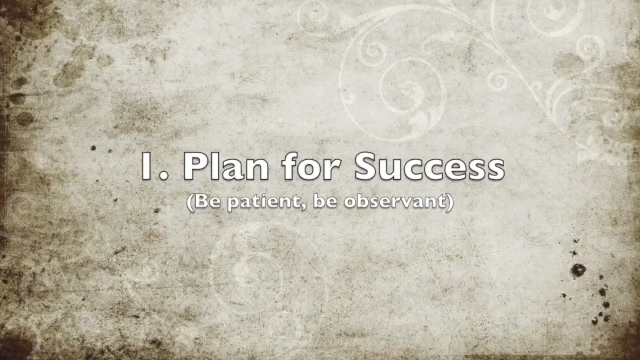 1. Plan for Success
(Be patient, be observant)